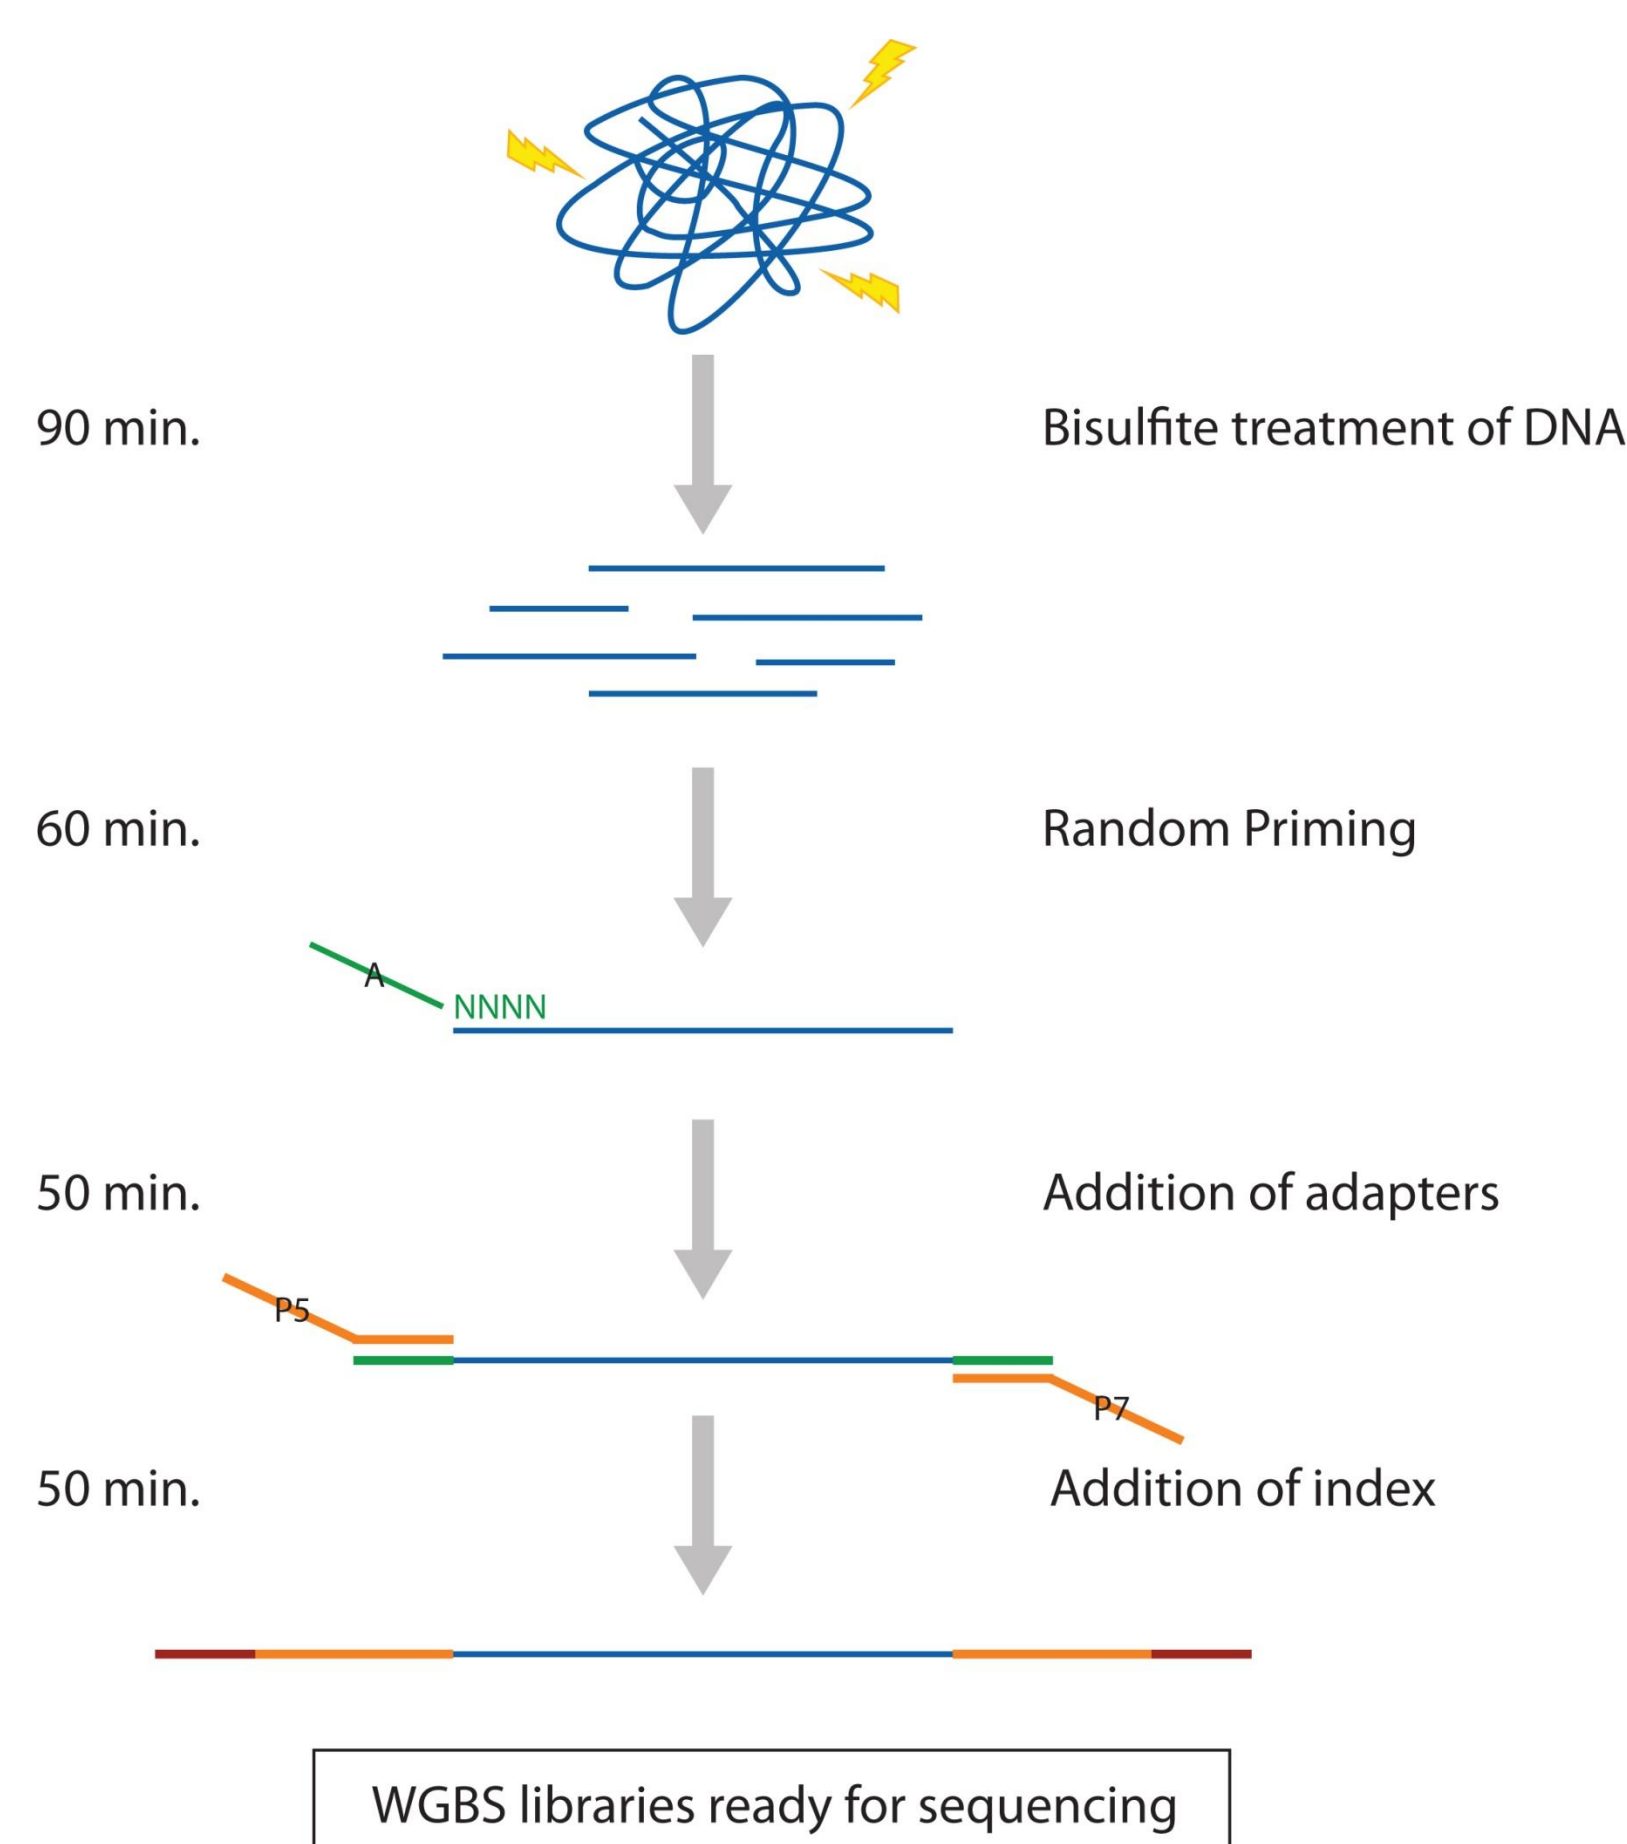 90 min.
Bisulfite treatment of DNA
60 min.
Random Priming
A
NNNN
50 min.
Addition of adapters
P5
P7
50 min.
Addition of index
WGBS libraries ready for sequencing